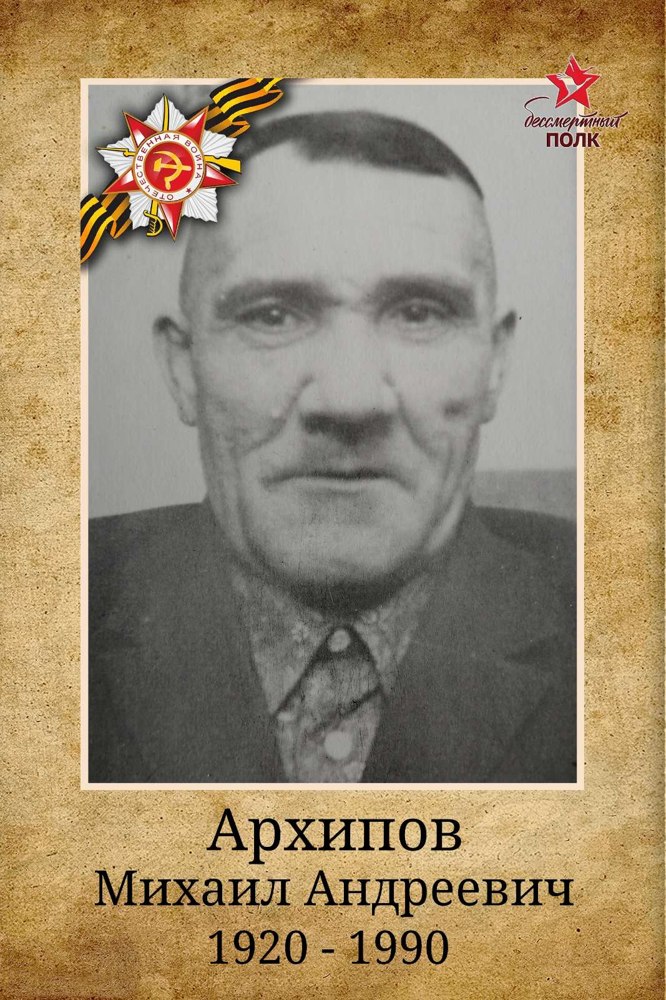 ОТЕЧЕСТВЕННАЯ ВОЙНА
бессмертный
ПОЛК
Архипов
Михаил Андреевич
1920 - 1990